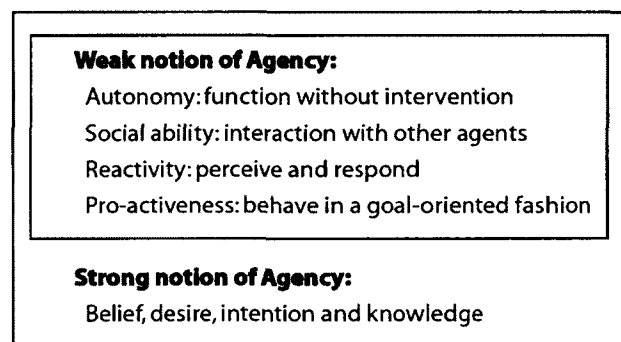 Weak notion of Agency:
Autonomy: function without intervention
Social ability: interaction with other agents
Reactivity: perceive and respond
Pro-activeness: behave in a goal-oriented fashion
Strong notion of Agency:
Belief, desire, intention and knowledge